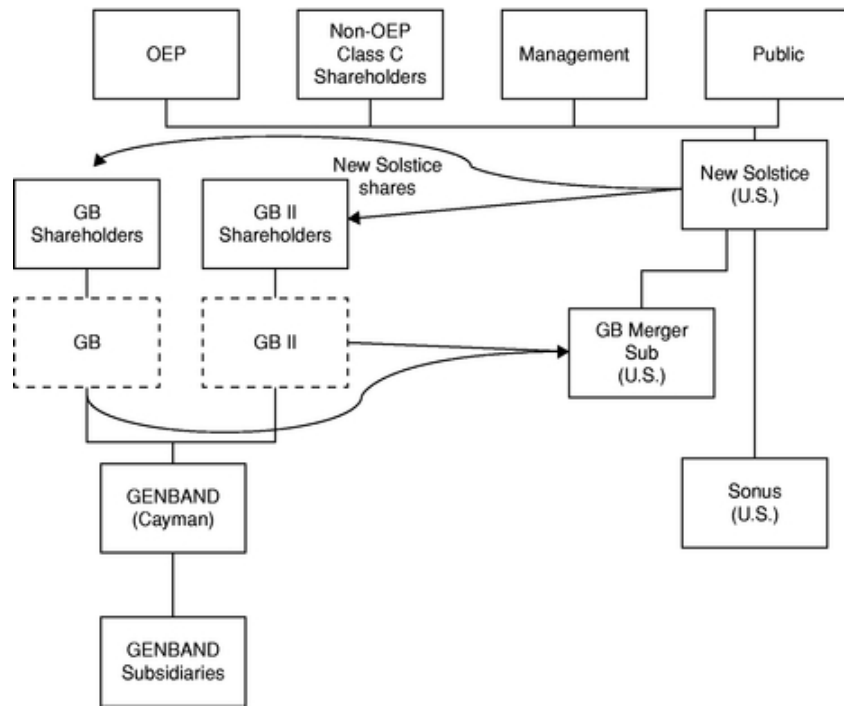 OEP
Non-OEP
Class C
Shareholders
Management
Public
New Solstice
shares
New Solstice
(U.S.)
GB
Shareholders
GB II
Shareholders
GB
GB II
GB Merger
Sub
(U.S.)
GENBAND
(Cayman)
Sonus
(U.S.)
GENBAND
Subsidiaries